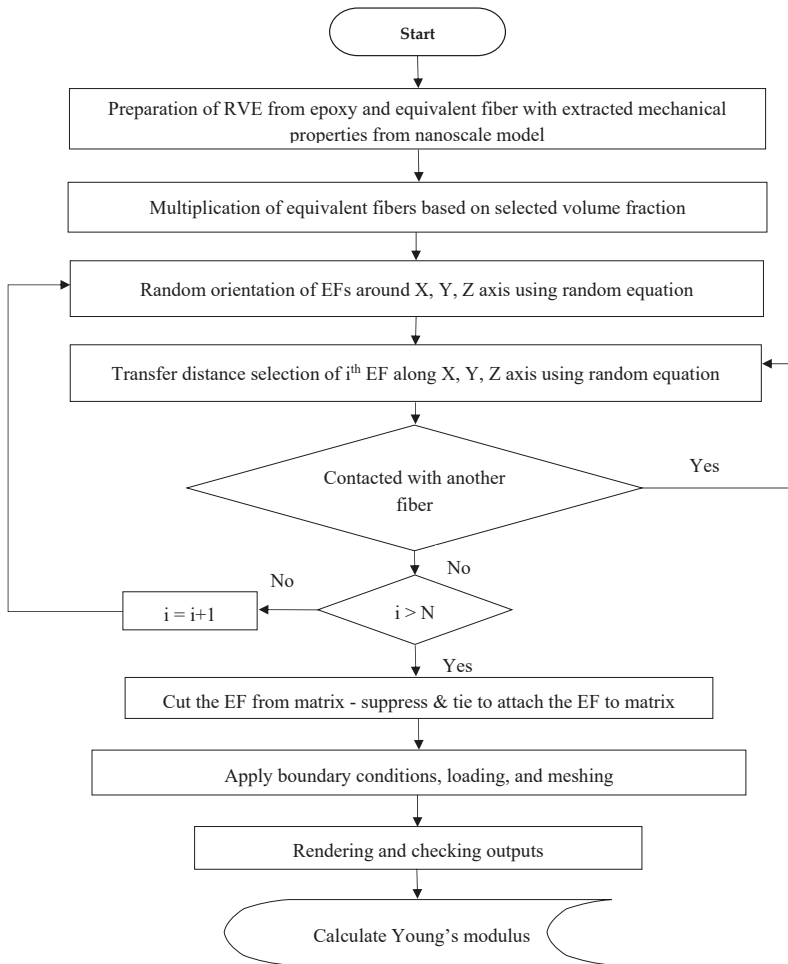 Start
Preparation of RVE from epoxy and equivalent fiber with extracted mechanical
properties from nanoscale model
Multiplication of equivalent fibers based on selected volume fraction
Random orientation of EFs around X, Y, Z axis using random equation
Transfer distance selection of iᵗʰ EF along X, Y, Z axis using random equation
Contacted with another
fiber
Yes
No
i > N
No
i = i+1
Yes
Cut the EF from matrix - suppress & tie to attach the EF to matrix
Apply boundary conditions, loading, and meshing
Rendering and checking outputs
Calculate Young’s modulus